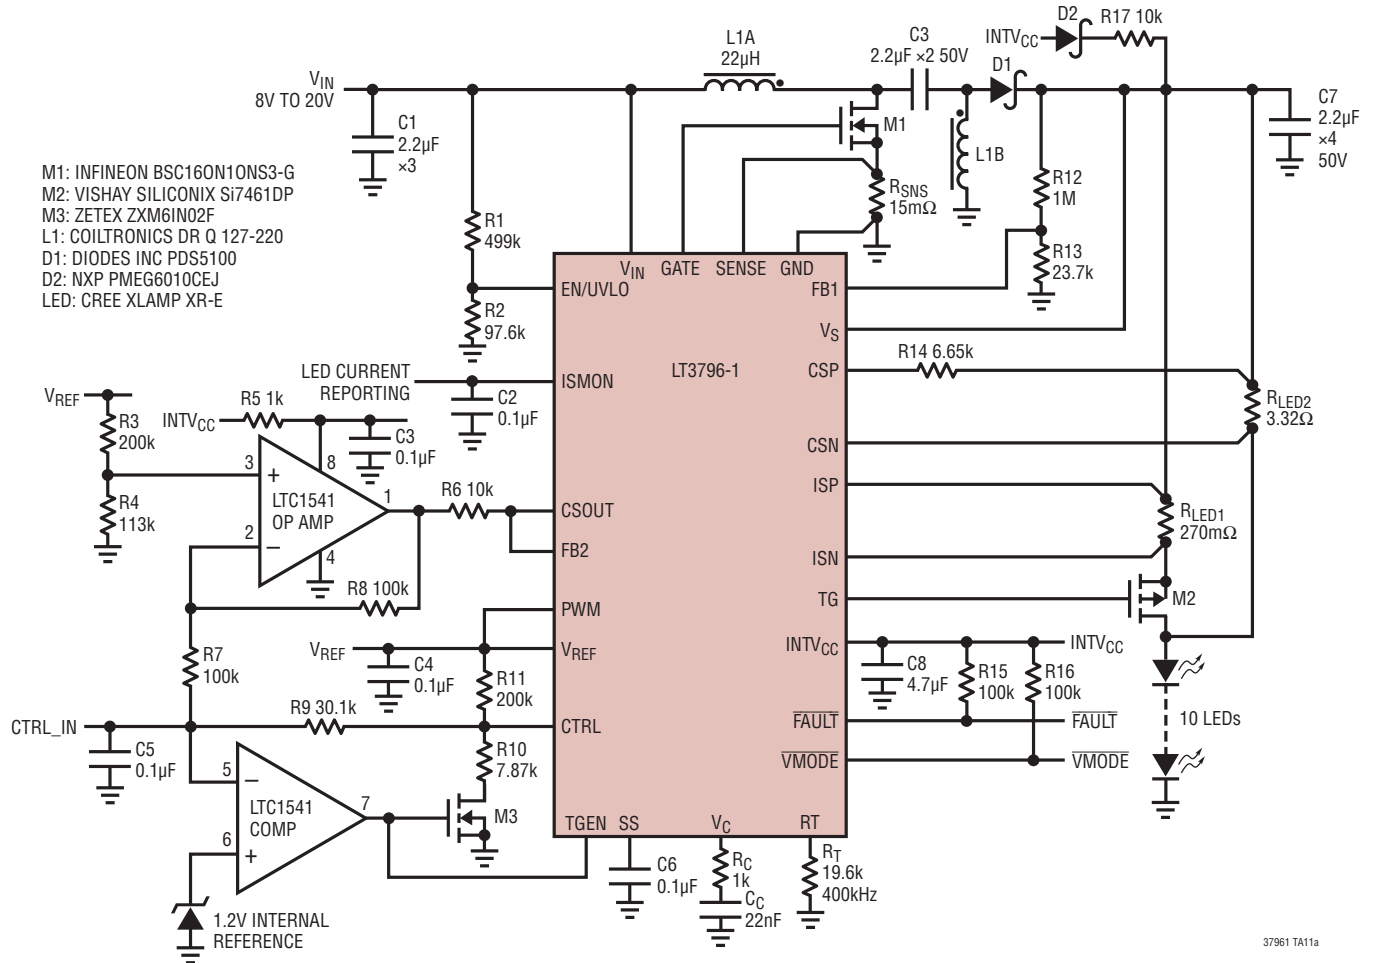 D2
R17 10k
INTVCC
L1A
22µH
C3
2.2µF ×2 50V
D1
VIN
8V TO 20V
C1
2.2µF
×3
M1
L1B
C7
2.2µF
×4
50V
M1: INFINEON BSC16ON1ONS3-G
M2: VISHAY SILICONIX Si7461DP
M3: ZETEX ZXM6IN02F
L1: COILTRONICS DR Q 127-220
D1: DIODES INC PDS5100
D2: NXP PMEG6010CEJ
LED: CREE XLAMP XR-E
R1
499k
RSNS
15mΩ
R12
1M
R13
23.7k
R2
97.6k
VIN
GATE
SENSE
GND
EN/UVLO
FB1
VS
LT3796-1
CSP
R14 6.65k
LED CURRENT
REPORTING
ISMON
C2
0.1µF
RLED2
3.32Ω
CSN
VREF
R3
200k
R4
113k
INTVCC
R5 1k
C3
0.1µF
3
+
8
LTC1541
OP AMP
1
2
–
4
R6 10k
CSOUT
FB2
ISP
RLED1
270mΩ
ISN
R8 100k
PWM
TG
M2
R7
100k
VREF
C4
0.1µF
VREF
R11
200k
INTVCC
INTVCC
C8
4.7µF
R15
100k
R16
100k
CTRL_IN
R9 30.1k
CTRL
FAULT
FAULT
10 LEDs
C5
0.1µF
R10
7.87k
VMODE
VMODE
5
–
LTC1541
COMP
7
6
+
M3
TGEN
SS
VC
RT
C6
0.1µF
RC
1k
CC
22nF
RT
19.6k
400kHz
1.2V INTERNAL
REFERENCE
37961 TA11a